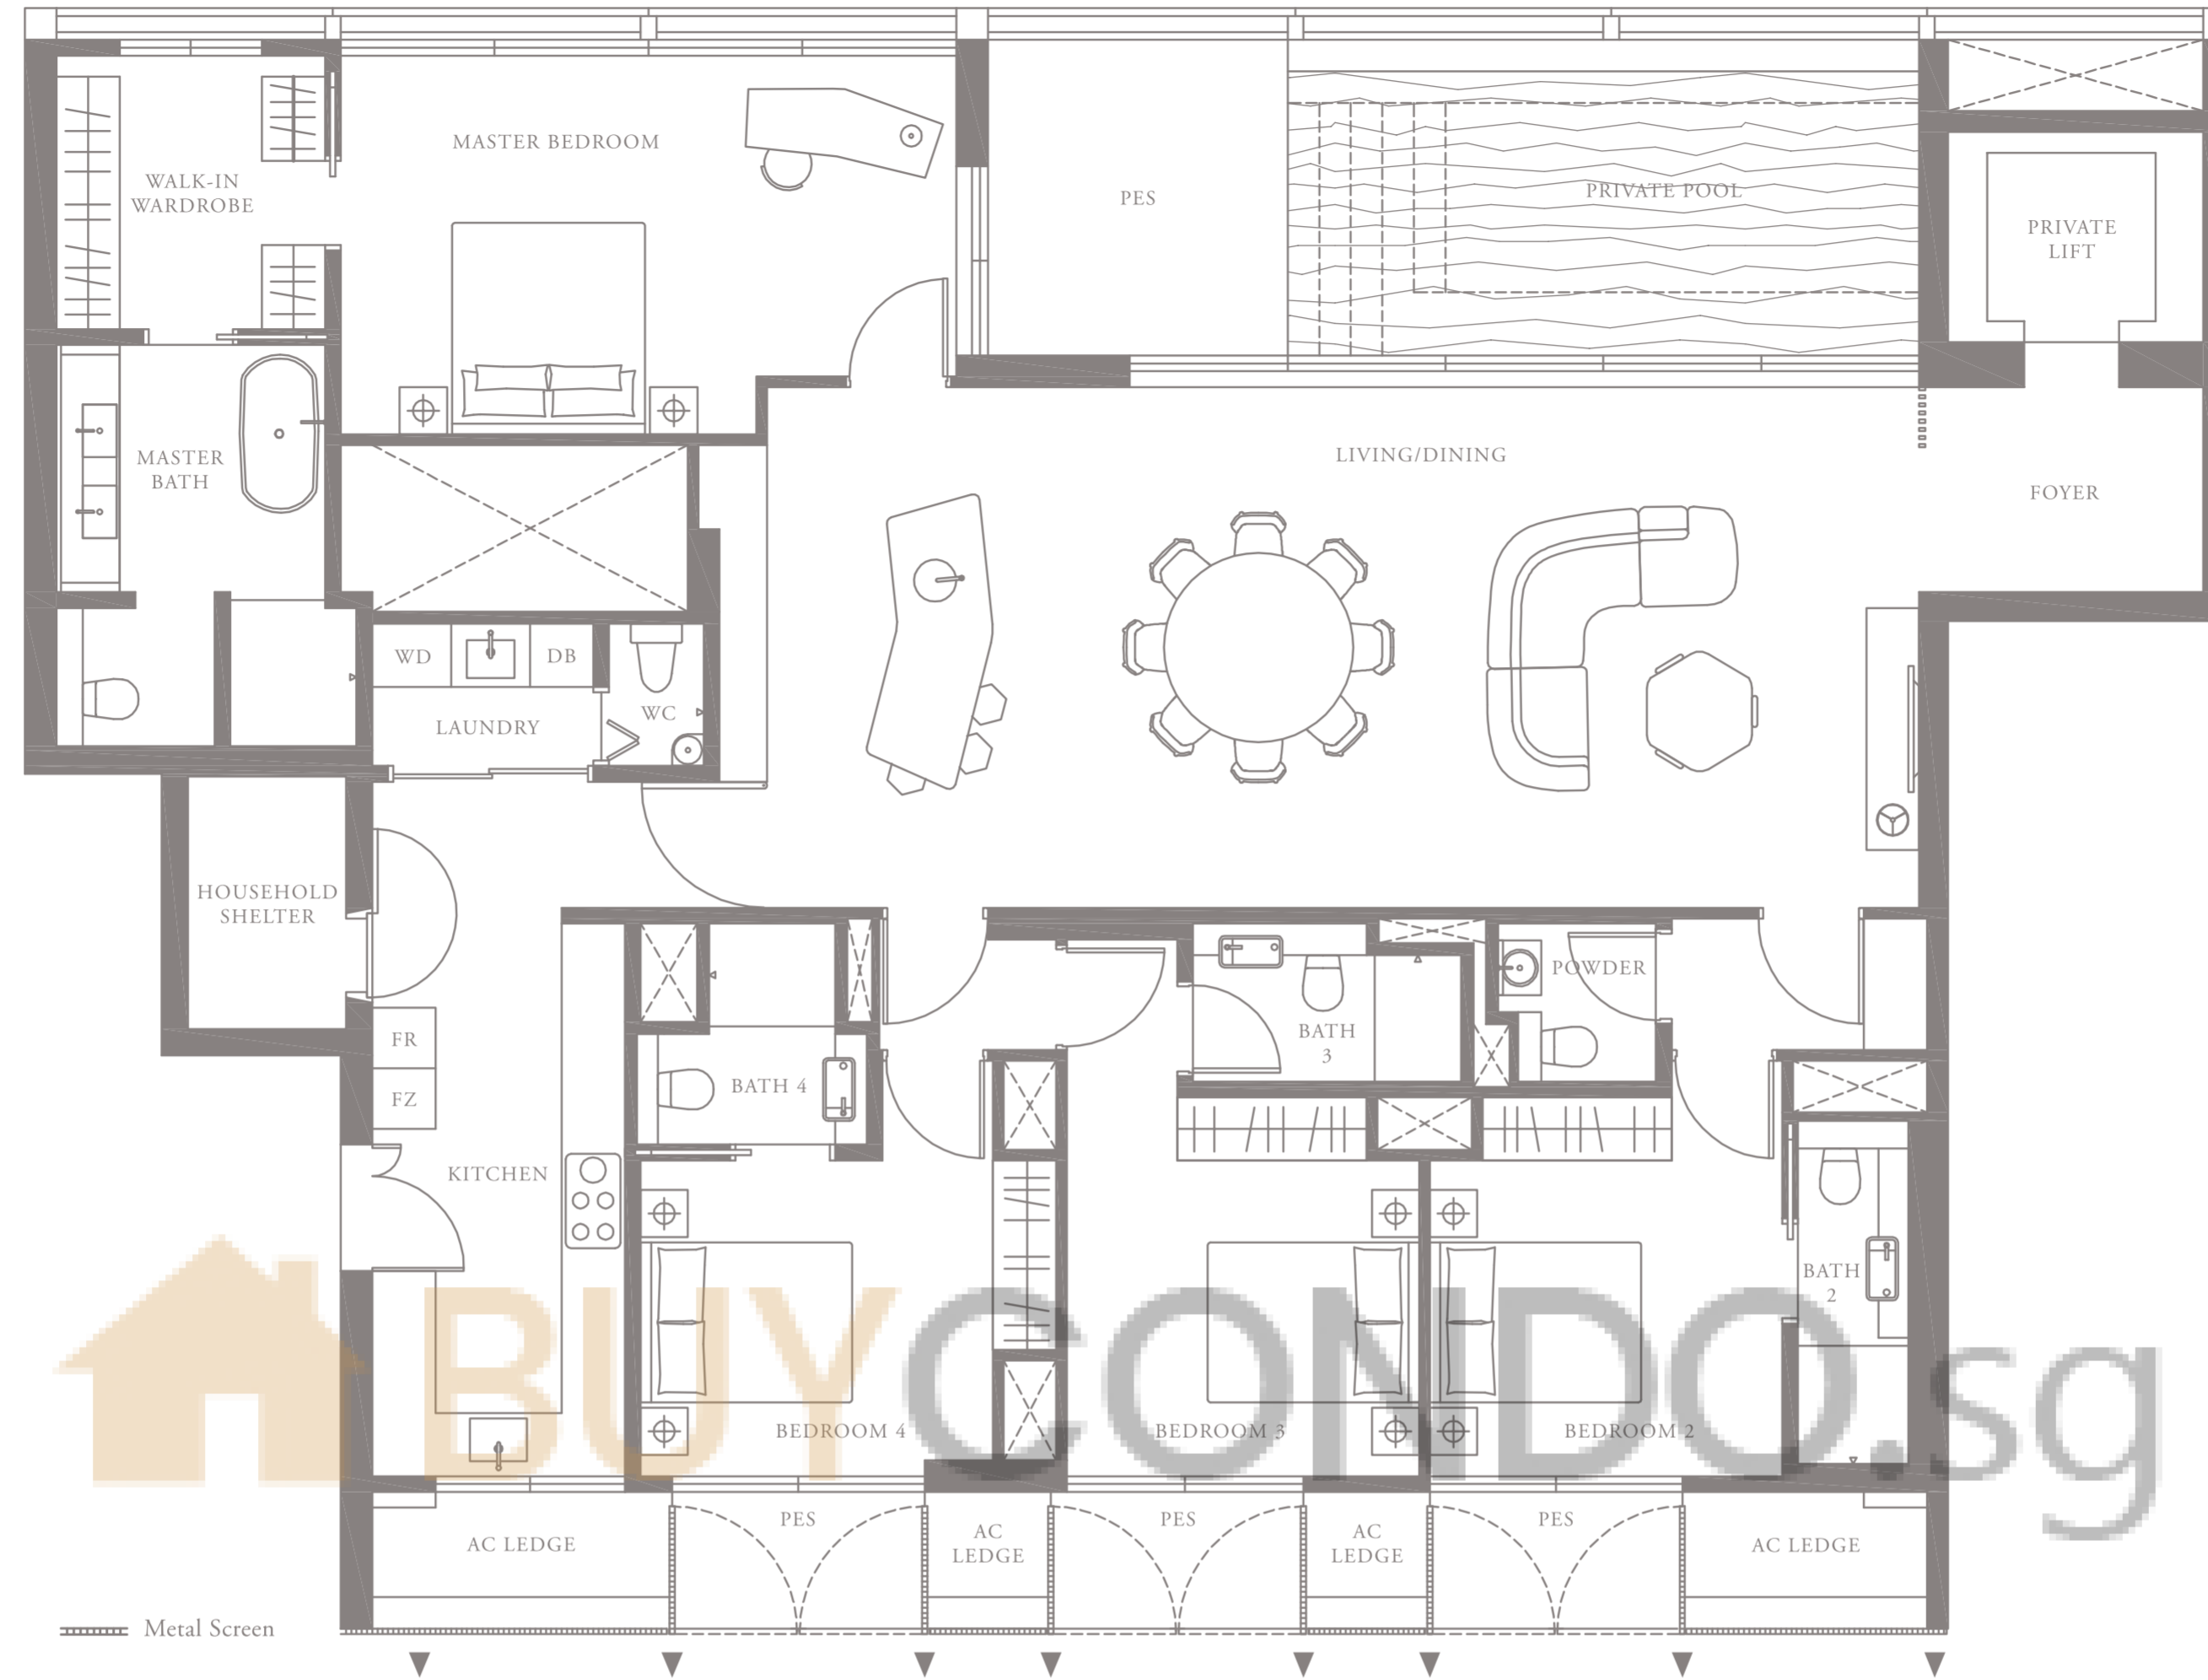 MASTER BEDROOM
WALK-IN
WARDROBE
PES
PRIVATE POOL
PRIVATE
LIFT
MASTER
BATH
LIVING/DINING
FOYER
WD
DB
LAUNDRY
WC
HOUSEHOLD
SHELTER
POWDER
FR
FZ
BATH 4
BATH
3
KITCHEN
BATH
2
BUYCONDO.sg
BEDROOM 4
BEDROOM 3
BEDROOM 2
AC LEDGE
PES
AC
LEDGE
PES
AC
LEDGE
PES
AC LEDGE
Metal Screen